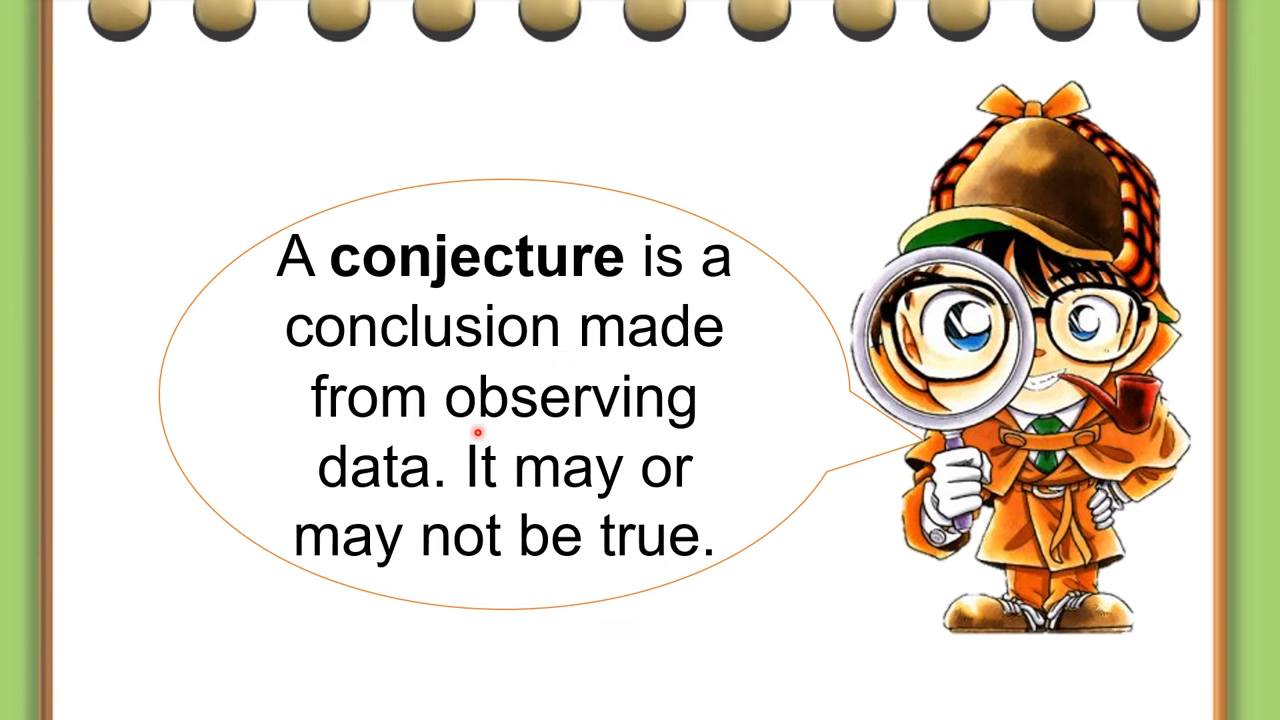 A conjecture is a
conclusion made
from observing
data. It may or
may not be true.